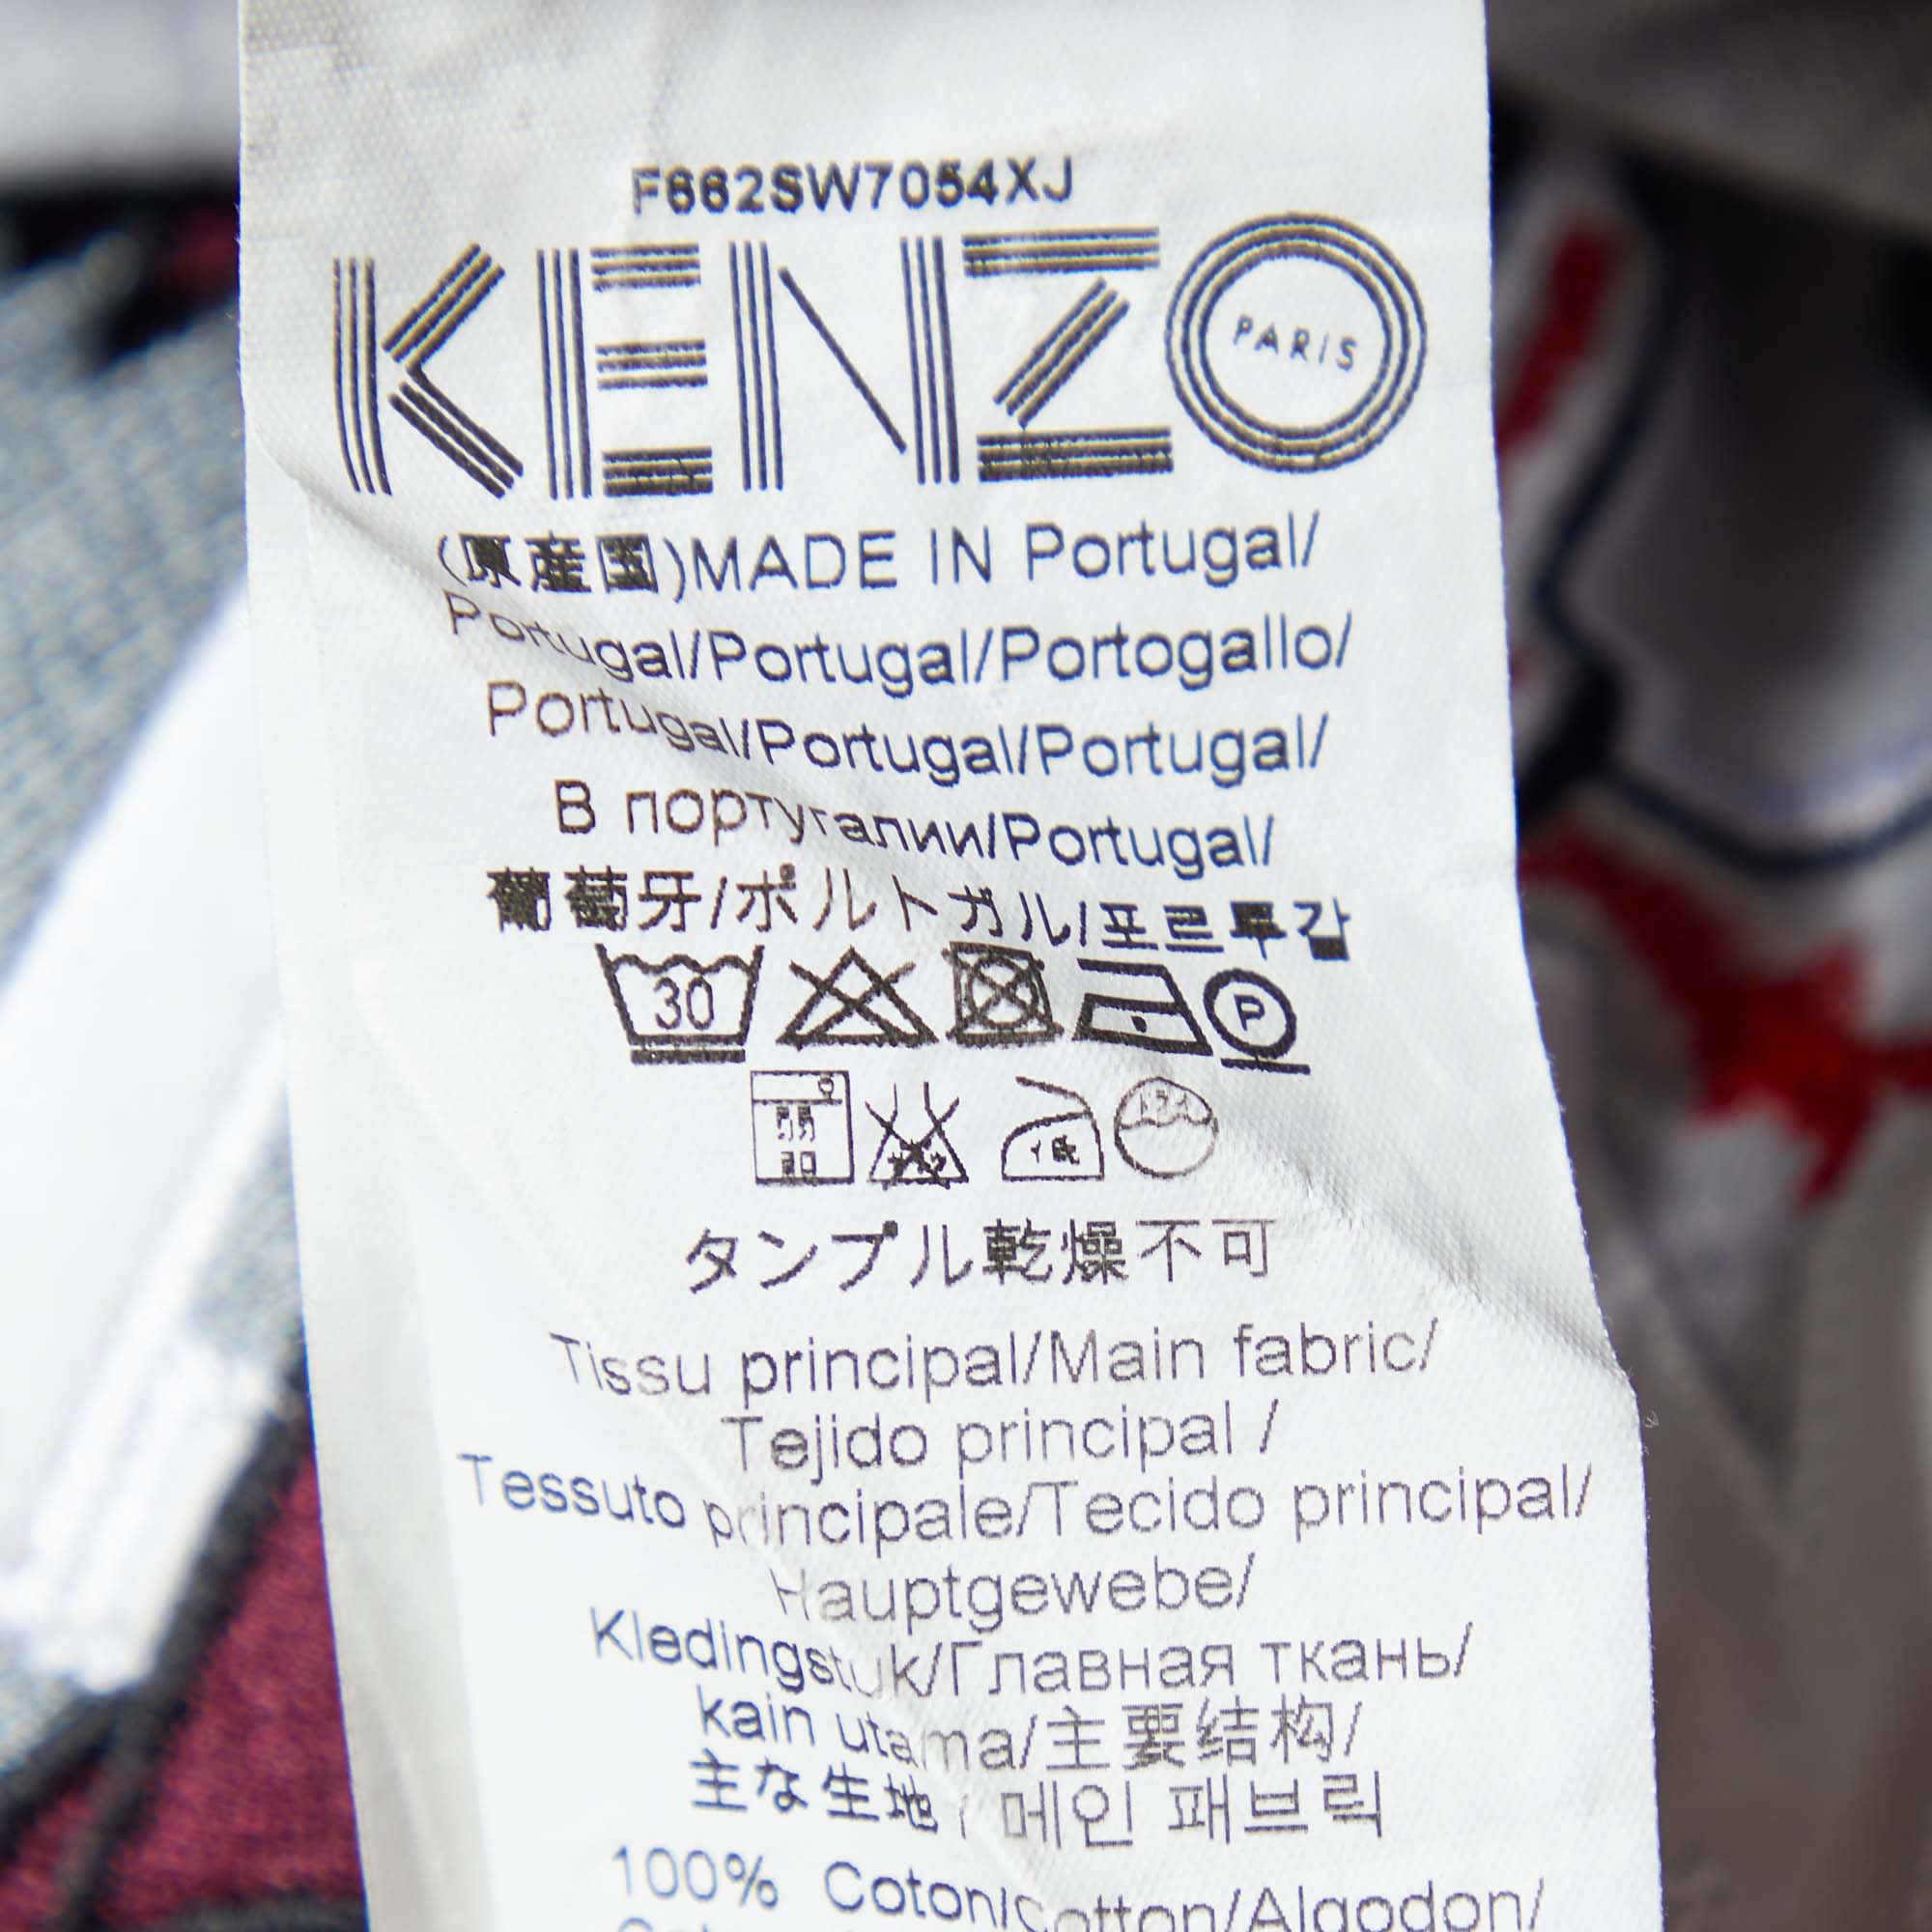 F662SW7054XJ
KENZO
PARIS
(原産国)MADE IN Portugal/
Portugal/Portugal/Portogallo/
Portugal/Portugal/Portugal/
В португалии/Portugal/
葡萄牙/ポルトガル/포르투갈
30 P
タンブル乾燥不可
Tissu principal/Main fabric/
Tejido principal /
Tessuto principale/Tecido principal/
Hauptgewebe/
Kledingstuk/Главная ткань/
kain utama/主要结构/
主な生地/메인 패브릭
100% Coton/Cotton/Algodon/